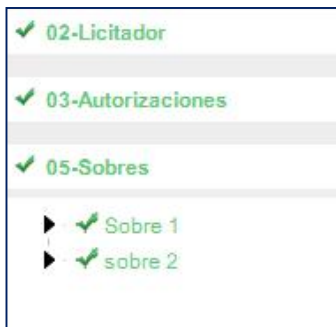 02-Licitador
03-Autorizaciones
05-Sobres
Sobre 1
sobre 2